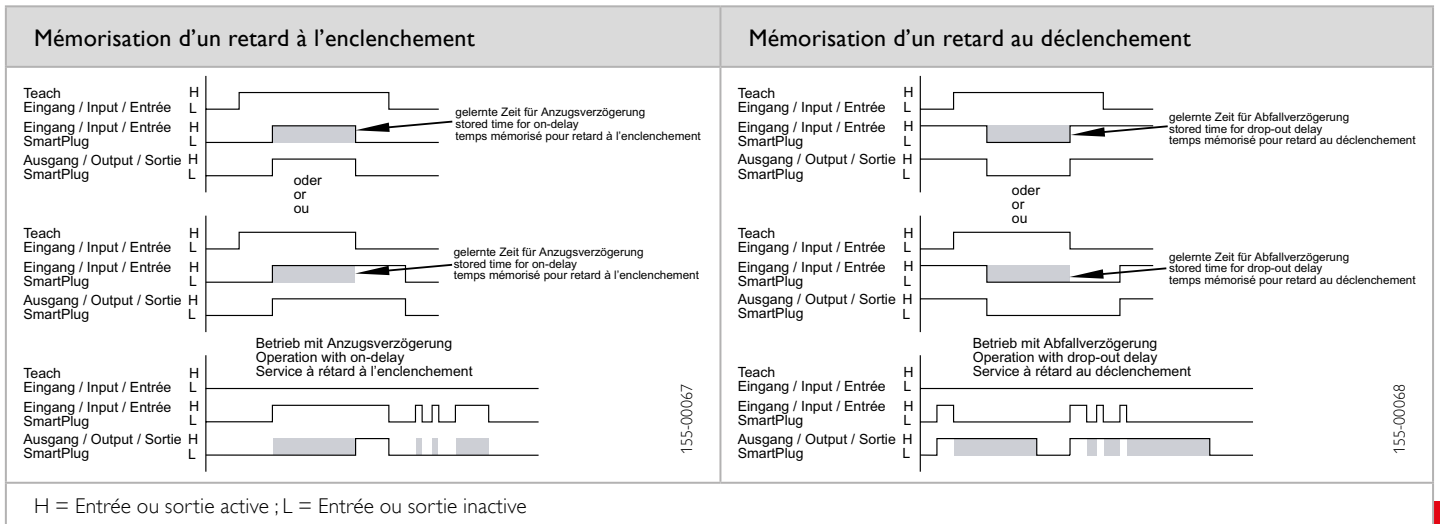 Mémorisation d'un retard à l'enclenchement
Teach H
Eingang / Input / Entrée L
Eingang / Input / Entrée H
SmartPlug L
Ausgang / Output / Sortie H
SmartPlug L
gelernte Zeit für Anzugsverzögerung
stored time for on-delay
temps mémorisé pour retard à l'enclenchement
oder
or
ou
Teach H
Eingang / Input / Entrée L
Eingang / Input / Entrée H
SmartPlug L
Ausgang / Output / Sortie H
SmartPlug L
gelernte Zeit für Anzugsverzögerung
stored time for on-delay
temps mémorisé pour retard à l'enclenchement
Betrieb mit Anzugsverzögerung
Operation with on-delay
Service à rétard à l'enclenchement
Teach H
Eingang / Input / Entrée L
Eingang / Input / Entrée H
SmartPlug L
Ausgang / Output / Sortie H
SmartPlug L
155-00067
Mémorisation d'un retard au déclenchement
Teach H
Eingang / Input / Entrée L
Eingang / Input / Entrée H
SmartPlug L
Ausgang / Output / Sortie H
SmartPlug L
gelernte Zeit für Abfallverzögerung
stored time for drop-out delay
temps mémorisé pour retard au déclenchement
oder
or
ou
Teach H
Eingang / Input / Entrée L
Eingang / Input / Entrée H
SmartPlug L
Ausgang / Output / Sortie H
SmartPlug L
gelernte Zeit für Abfallverzögerung
stored time for drop-out delay
temps mémorisé pour retard au déclenchement
Betrieb mit Abfallverzögerung
Operation with drop-out delay
Service à rétard au déclenchement
Teach H
Eingang / Input / Entrée L
Eingang / Input / Entrée H
SmartPlug L
Ausgang / Output / Sortie H
SmartPlug L
155-00068
H = Entrée ou sortie active ; L = Entrée ou sortie inactive